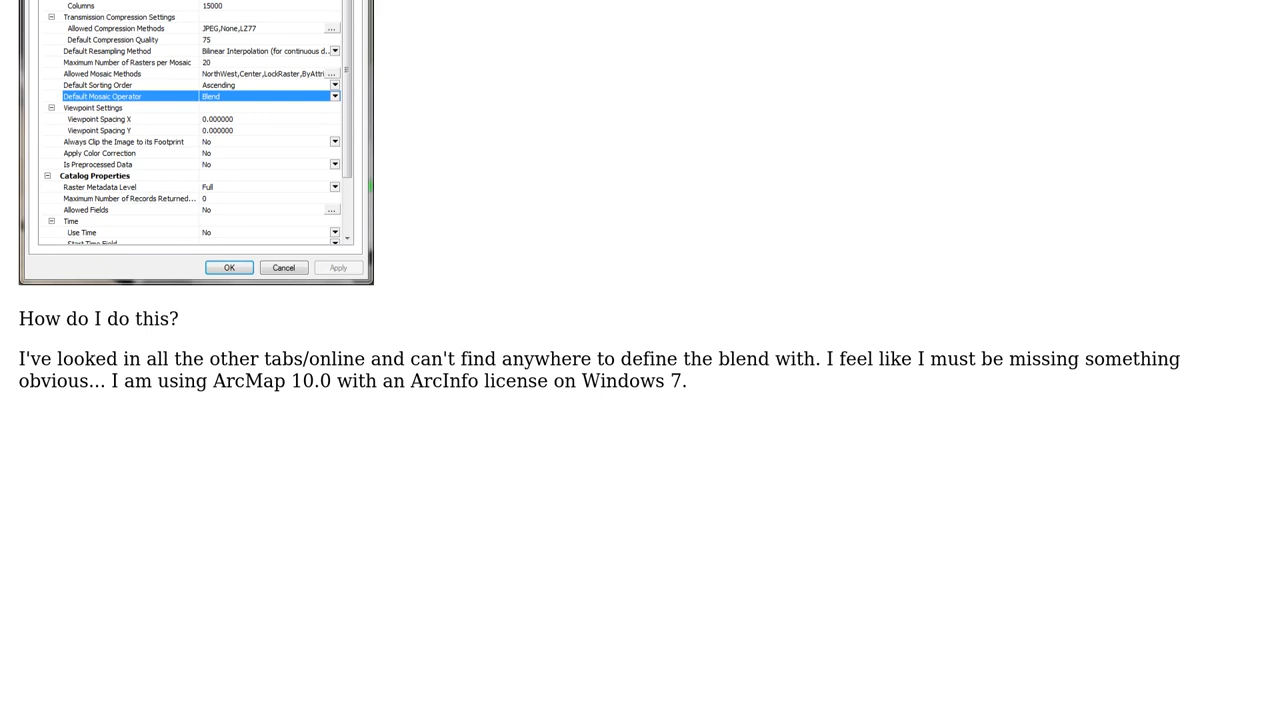 Columns 15000
Transmission Compression Settings
Allowed Compression Methods JPEG,None,LZ77 ...
Default Compression Quality 75
Default Resampling Method Bilinear Interpolation (for continuous d...
Maximum Number of Rasters per Mosaic 20
Allowed Mosaic Methods NorthWest,Center,LockRaster,ByAttri ...
Default Sorting Order Ascending
Default Mosaic Operator Blend
Viewpoint Settings
Viewpoint Spacing X 0.000000
Viewpoint Spacing Y 0.000000
Always Clip the Image to its Footprint No
Apply Color Correction No
Is Preprocessed Data No
Catalog Properties
Raster Metadata Level Full
Maximum Number of Records Returned... 0
Allowed Fields No ...
Time
Use Time No
Start Time Field
OK Cancel Apply
How do I do this?
I've looked in all the other tabs/online and can't find anywhere to define the blend with. I feel like I must be missing something
obvious... I am using ArcMap 10.0 with an ArcInfo license on Windows 7.